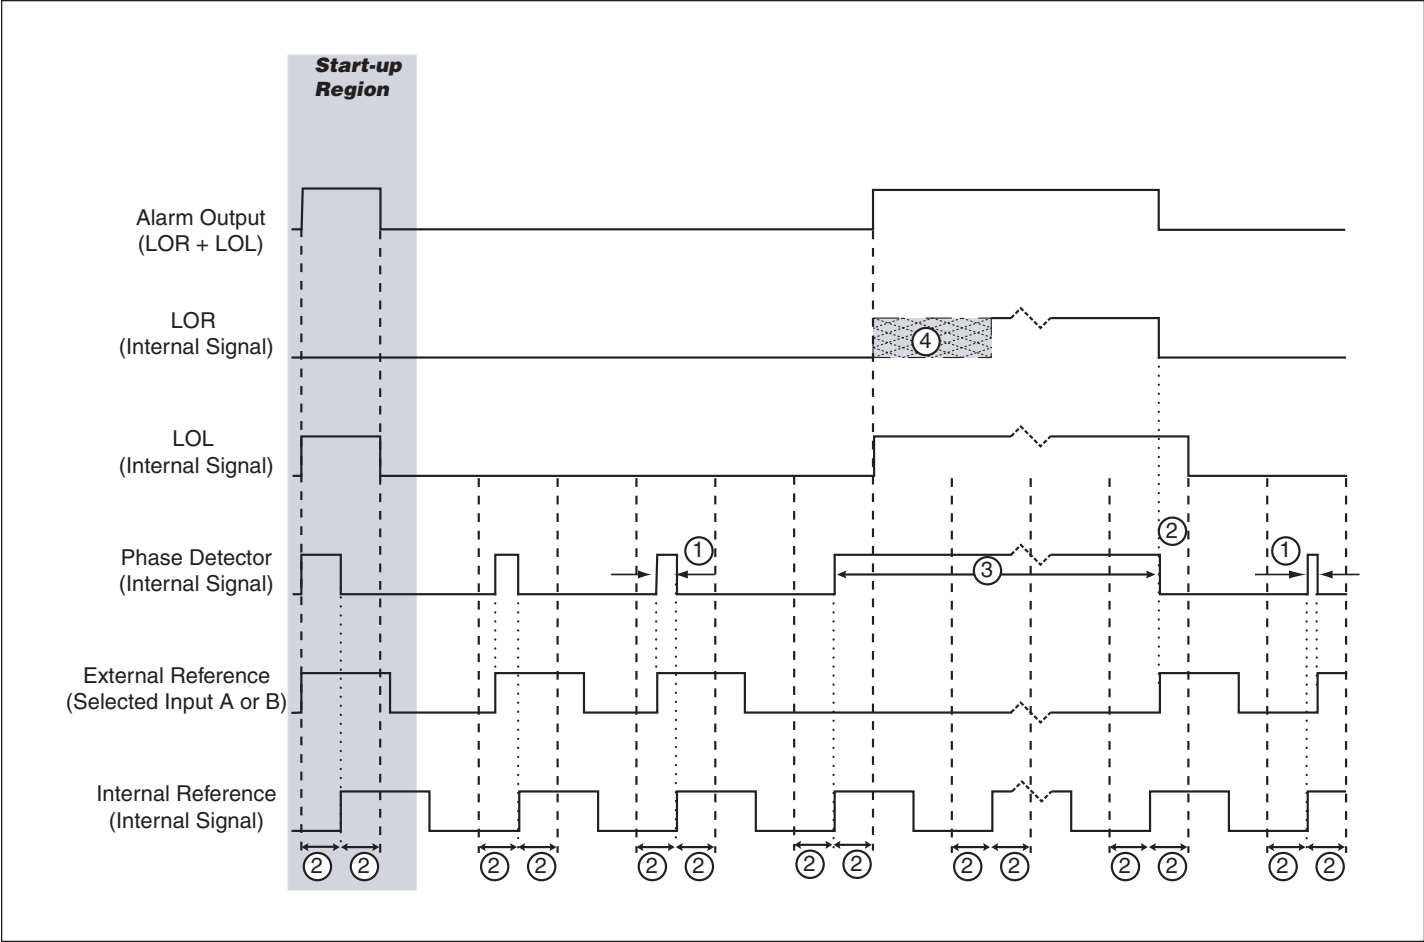 Start-up
Region
Alarm Output
(LOR + LOL)
LOR
(Internal Signal)
4
LOL
(Internal Signal)
Phase Detector
(Internal Signal)
1
3
2
1
External Reference
(Selected Input A or B)
Internal Reference
(Internal Signal)
2 2 2 2 2 2 2 2 2 2 2 2 2 2